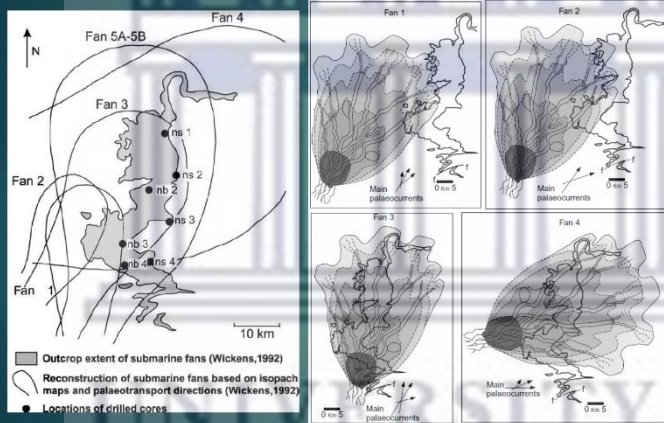 N
Fan 4
Fan 5A-5B
Fan 3
Fan 2
Fan 1
ns 1
ns 2
nb 2
ns 3
nb 3
nb 4
ns 4
10 km
Outcrop extent of submarine fans (Wickens,1992)
Reconstruction of submarine fans based on isopach
maps and palaeotransport directions (Wickens,1992)
Locations of drilled cores
Fan 1
f
f
Main
palaeocurrents
0 Km 5
Fan 2
f
f
Main
palaeocurrents
0 Km 5
Fan 3
f
f
0 Km 5
Main
palaeocurrents
Fan 4
f
f
Main
palaeocurrents
0 Km 5
UNIVERSITY